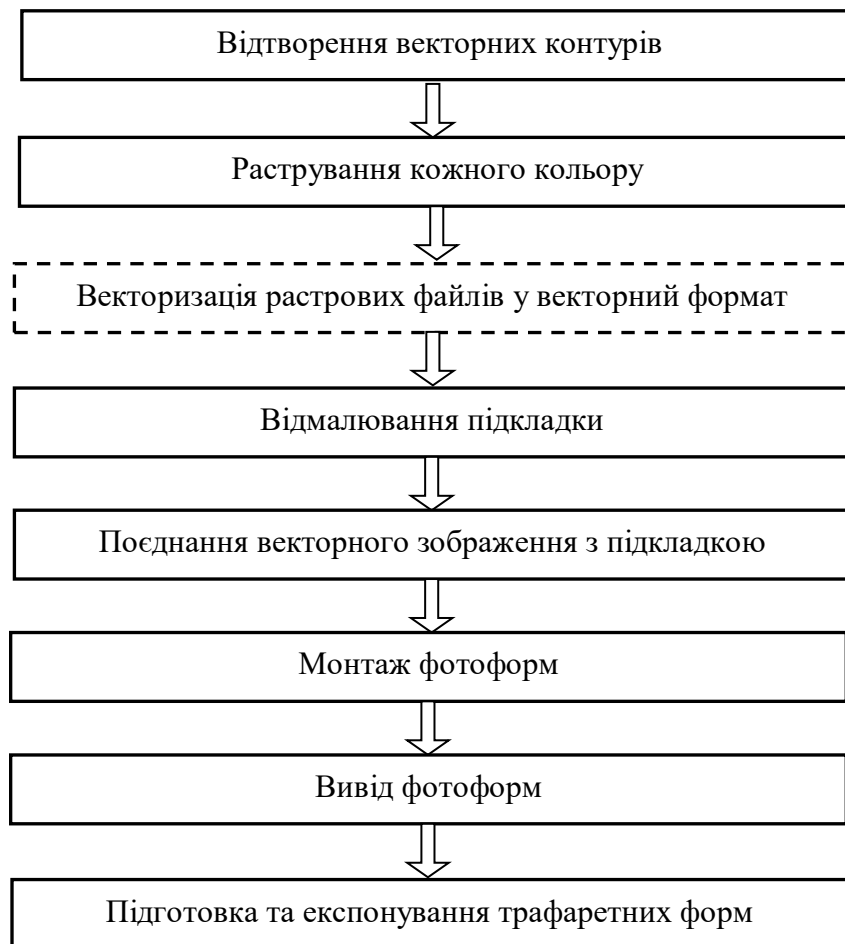 Відтворення векторних контурів
Растрування кожного кольору
Векторизація растрових файлів у векторний формат
Відмалювання підкладки
Поєднання векторного зображення з підкладкою
Монтаж фотоформ
Вивід фотоформ
Підготовка та експонування трафаретних форм